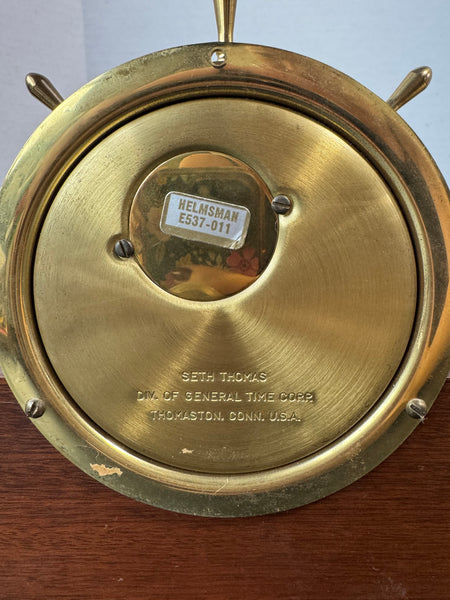 HELMSMAN
E537-011
SETH THOMAS
DIV. OF GENERAL TIME CORP.
THOMASTON, CONN. U.S.A.